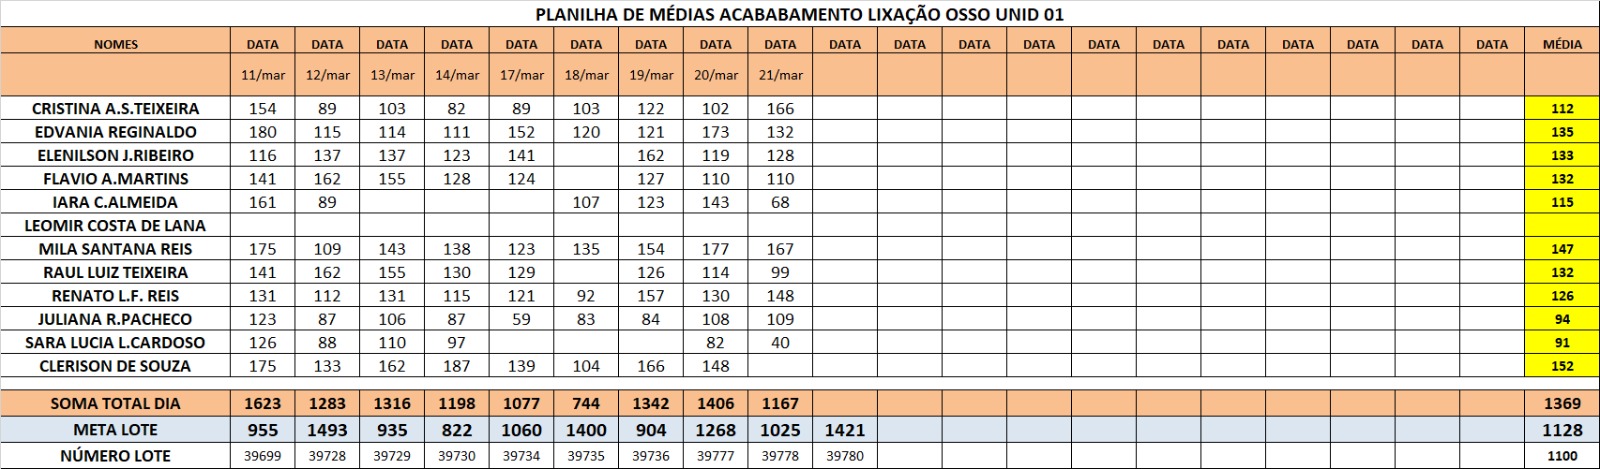 PLANILHA DE MÉDIAS ACABABAMENTO LIXAÇÃO OSSO UNID 01
NOMES DATA DATA DATA DATA DATA DATA DATA DATA DATA DATA DATA DATA DATA DATA DATA DATA DATA DATA DATA DATA MÉDIA
11/mar 12/mar 13/mar 14/mar 17/mar 18/mar 19/mar 20/mar 21/mar
CRISTINA A.S.TEIXEIRA 154 89 103 82 89 103 122 102 166 112
EDVANIA REGINALDO 180 115 114 111 152 120 121 173 132 135
ELENILSON J.RIBEIRO 116 137 137 123 141 162 119 128 133
FLAVIO A.MARTINS 141 162 155 128 124 127 110 110 132
IARA C.ALMEIDA 161 89 107 123 143 68 115
LEOMIR COSTA DE LANA
MILA SANTANA REIS 175 109 143 138 123 135 154 177 167 147
RAUL LUIZ TEIXEIRA 141 162 155 130 129 126 114 99 132
RENATO L.F. REIS 131 112 131 115 121 92 157 130 148 126
JULIANA R.PACHECO 123 87 106 87 59 83 84 108 109 94
SARA LUCIA L.CARDOSO 126 88 110 97 82 40 91
CLERISON DE SOUZA 175 133 162 187 139 104 166 148 152
SOMA TOTAL DIA 1623 1283 1316 1198 1077 744 1342 1406 1167 1369
META LOTE 955 1493 935 822 1060 1400 904 1268 1025 1421 1128
NÚMERO LOTE 39699 39728 39729 39730 39734 39735 39736 39777 39778 39780 1100